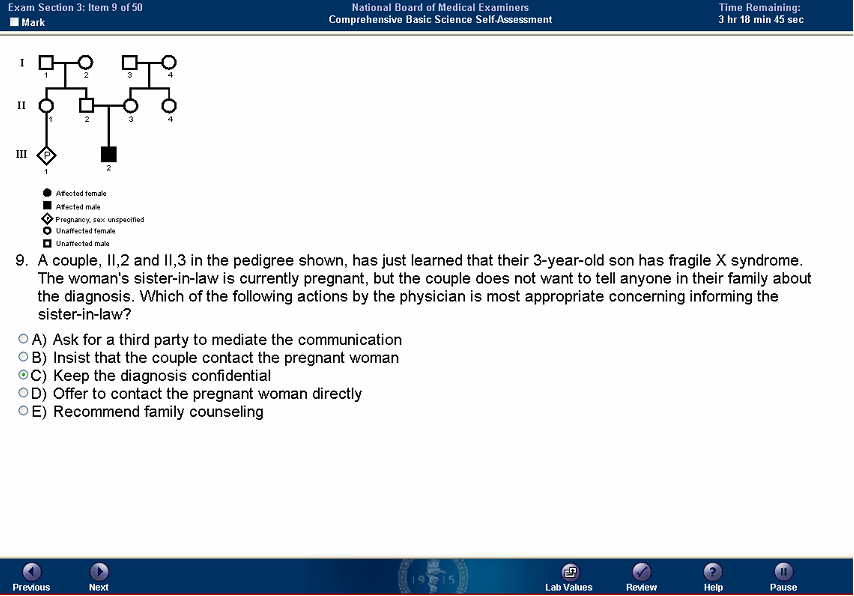 Exam Section 3: Item 9 of 50
National Board of Medical Examiners
Time Remaining:
Mark
Comprehensive Basic Science Self-Assessment
3 hr 18 min 45 sec
I
1
2
3
4
II
1
2
3
4
III
P
1
2
Affected female
Affected male
Pregnancy, sex unspecified
Unaffected female
Unaffected male
9. A couple, II,2 and II,3 in the pedigree shown, has just learned that their 3-year-old son has fragile X syndrome.
The woman's sister-in-law is currently pregnant, but the couple does not want to tell anyone in their family about
the diagnosis. Which of the following actions by the physician is most appropriate concerning informing the
sister-in-law?
A) Ask for a third party to mediate the communication
B) Insist that the couple contact the pregnant woman
C) Keep the diagnosis confidential
D) Offer to contact the pregnant woman directly
E) Recommend family counseling
1915
Previous
Next
Lab Values
Review
Help
Pause